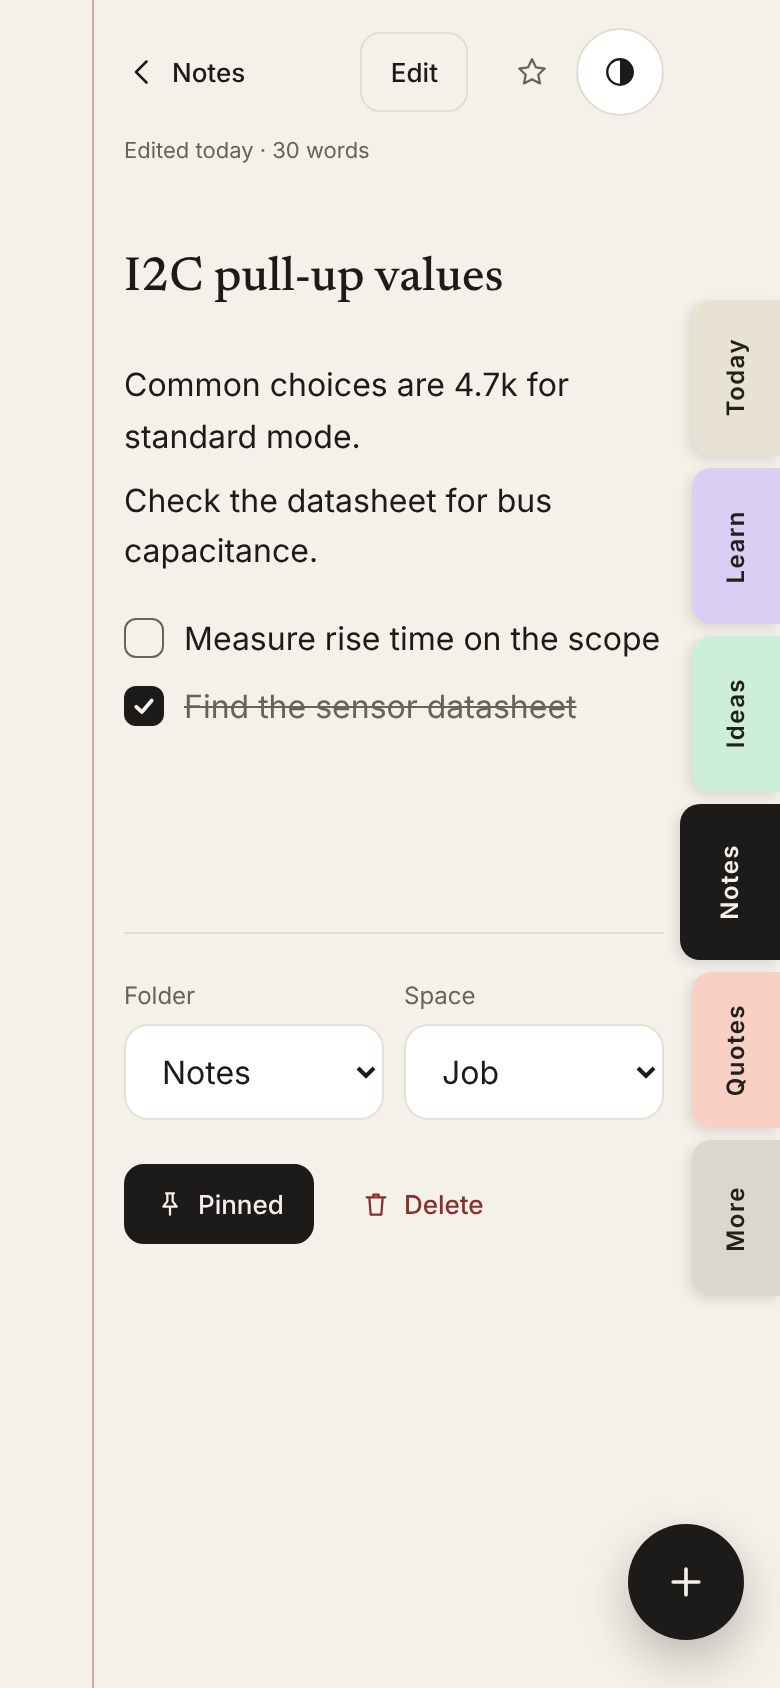 Notes
Edit
Edited today · 30 words
I2C pull-up values
Common choices are 4.7k for
standard mode.
Check the datasheet for bus
capacitance.
Measure rise time on the scope
Find the sensor datasheet
Folder
Space
Notes
Job
Pinned
Delete
Today
Learn
Ideas
Notes
Quotes
More